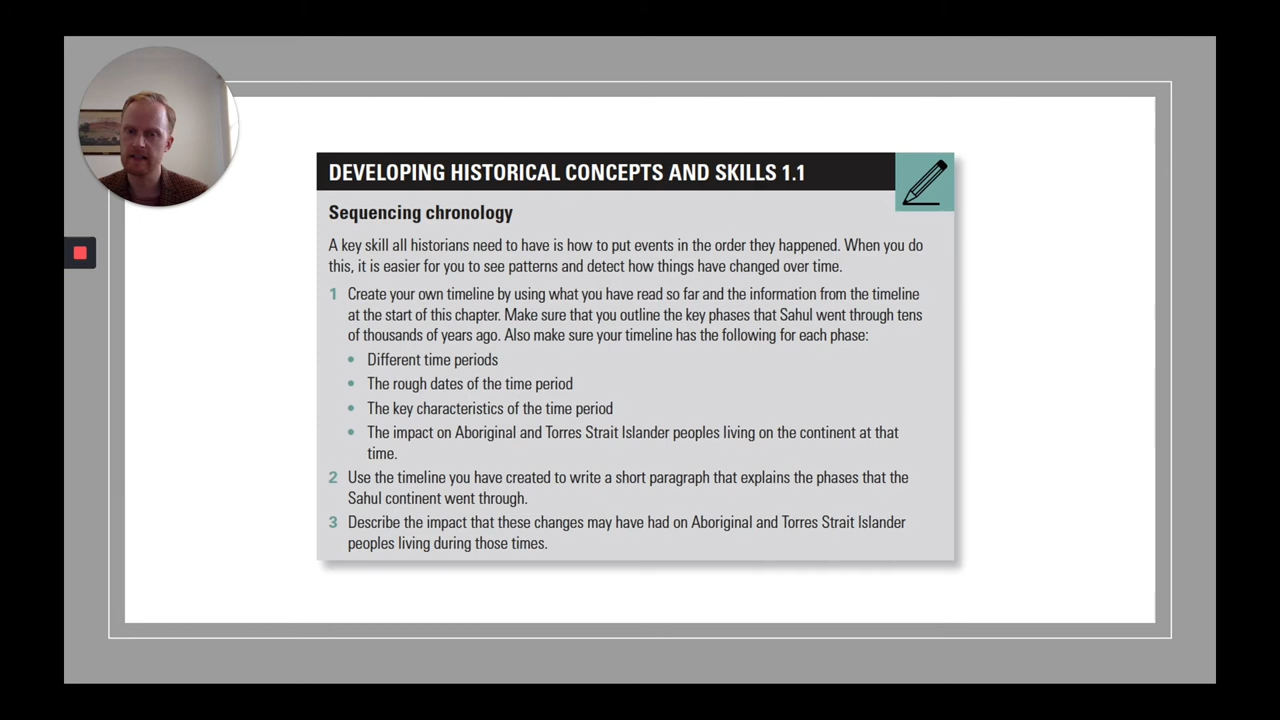 DEVELOPING HISTORICAL CONCEPTS AND SKILLS 1.1
Sequencing chronology
A key skill all historians need to have is how to put events in the order they happened. When you do
this, it is easier for you to see patterns and detect how things have changed over time.
1 Create your own timeline by using what you have read so far and the information from the timeline
at the start of this chapter. Make sure that you outline the key phases that Sahul went through tens
of thousands of years ago. Also make sure your timeline has the following for each phase:
• Different time periods
• The rough dates of the time period
• The key characteristics of the time period
• The impact on Aboriginal and Torres Strait Islander peoples living on the continent at that
time.
2 Use the timeline you have created to write a short paragraph that explains the phases that the
Sahul continent went through.
3 Describe the impact that these changes may have had on Aboriginal and Torres Strait Islander
peoples living during those times.